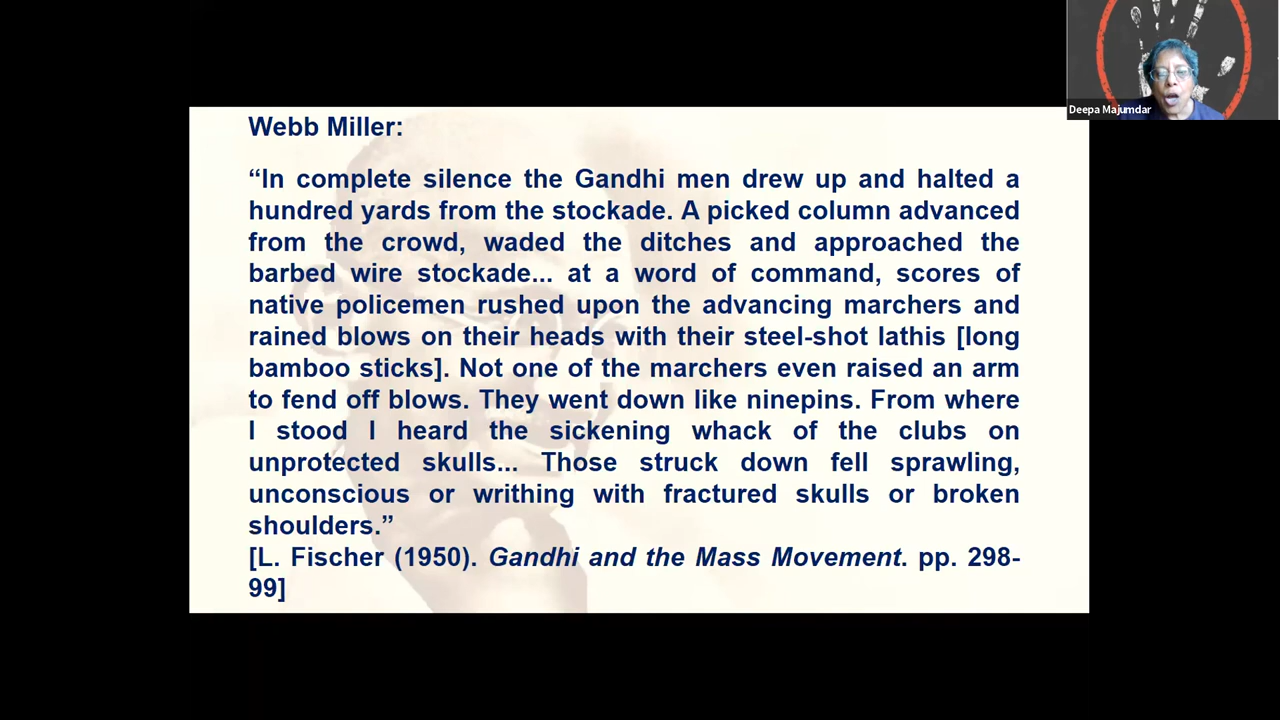 Deepa Majumdar
Webb Miller:
“In complete silence the Gandhi men drew up and halted a
hundred yards from the stockade. A picked column advanced
from the crowd, waded the ditches and approached the
barbed wire stockade... at a word of command, scores of
native policemen rushed upon the advancing marchers and
rained blows on their heads with their steel-shot lathis [long
bamboo sticks]. Not one of the marchers even raised an arm
to fend off blows. They went down like ninepins. From where
I stood I heard the sickening whack of the clubs on
unprotected skulls... Those struck down fell sprawling,
unconscious or writhing with fractured skulls or broken
shoulders.”
[L. Fischer (1950). Gandhi and the Mass Movement. pp. 298-
99]